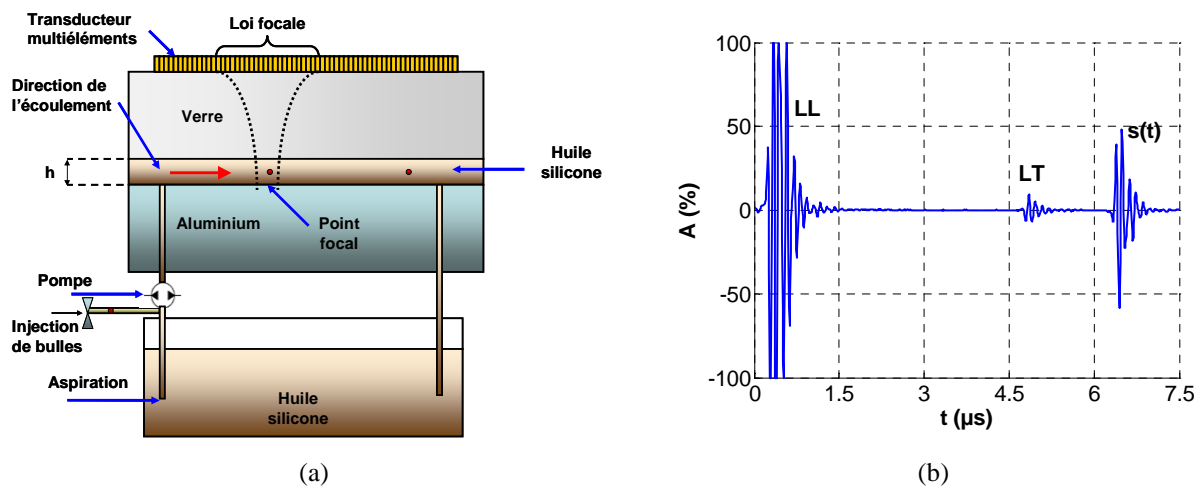 Transducteur
multiéléments
Loi focale
Direction de
l'écoulement
Verre
h
Huile
silicone
Aluminium
Point
focal
Pompe
Injection
de bulles
Aspiration
Huile
silicone
(a)
100
50
0
-50
-100
A (%)
LL
LT
s(t)
0 1.5 3 4.5 6 7.5
t (µs)
(b)